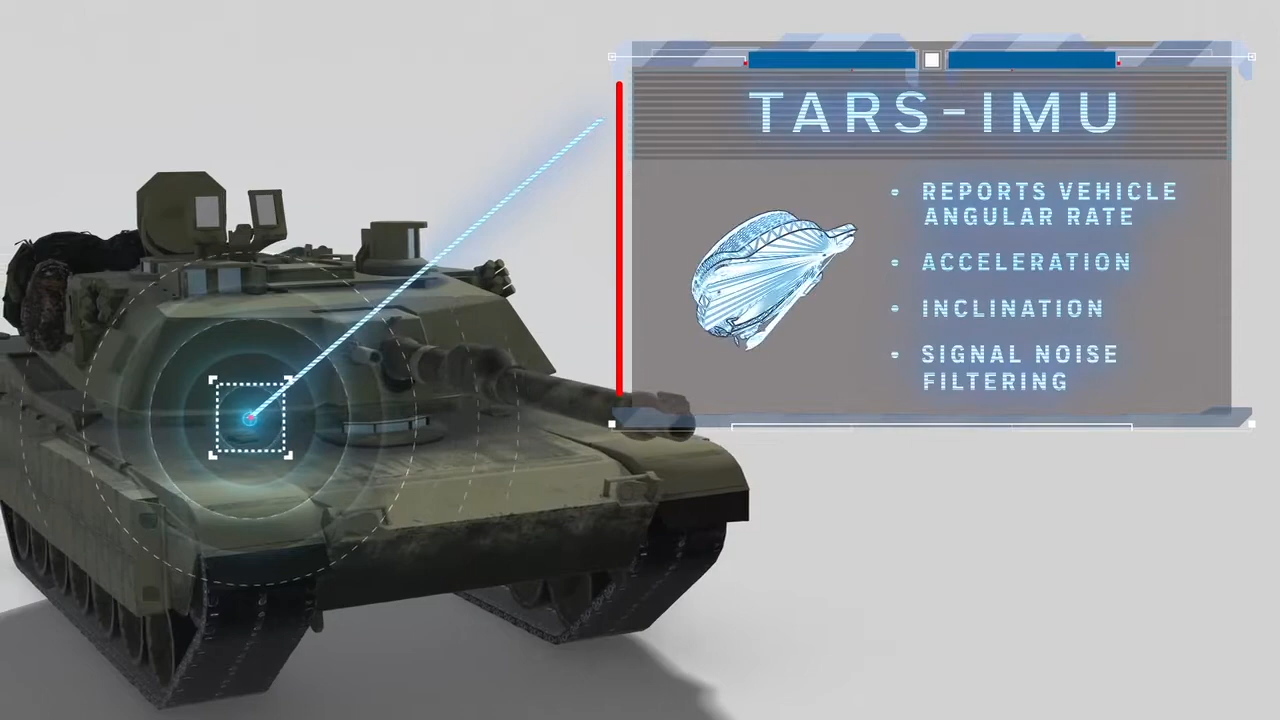 TARS-IMU
- REPORTS VEHICLE
ANGULAR RATE
- ACCELERATION
- INCLINATION
- SIGNAL NOISE
FILTERING